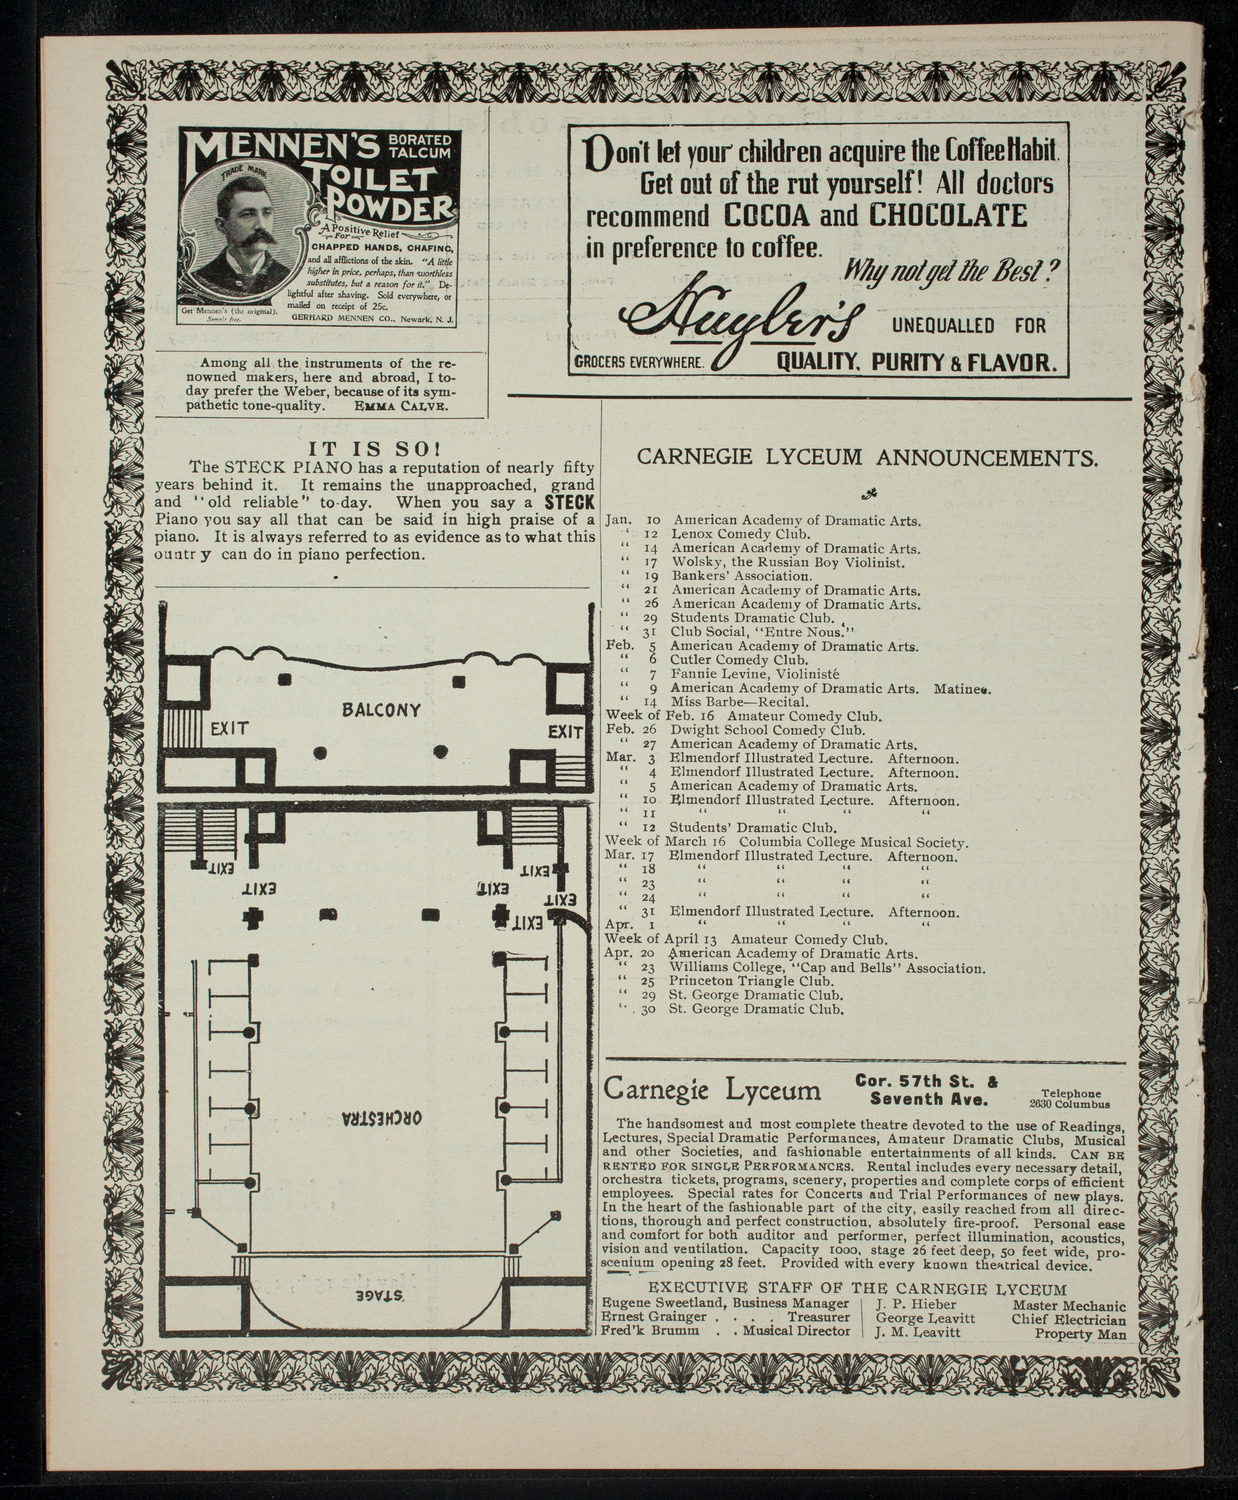 MENNEN'S BORATED TALCUM
TOILET
POWDER
TRADE MARK
A Positive Relief
For
CHAPPED HANDS, CHAFING,
and all afflictions of the skin. "A little
higher in price, perhaps, than worthless
substitutes, but a reason for it." De-
lightful after shaving. Sold everywhere, or
mailed on receipt of 25c.
GERHARD MENNEN CO., Newark, N. J.
Get Mennen's (the original).
Sample free.
Among all the instruments of the re-
nowned makers, here and abroad, I to-
day prefer the Weber, because of its sym-
pathetic tone-quality. EMMA CALVE.
Don't let your children acquire the Coffee Habit.
Get out of the rut yourself! All doctors
recommend COCOA and CHOCOLATE
in preference to coffee.
Why not get the Best?
Huyler's UNEQUALLED FOR
GROCERS EVERYWHERE. QUALITY, PURITY & FLAVOR.
IT IS SO!
The STECK PIANO has a reputation of nearly fifty
years behind it. It remains the unapproached, grand
and "old reliable" to-day. When you say a STECK
Piano you say all that can be said in high praise of a
piano. It is always referred to as evidence as to what this
ountr y can do in piano perfection.
BALCONY
EXIT
EXIT
EXIT
EXIT
EXIT
EXIT
EXIT
EXIT
ORCHESTRA
STAGE
CARNEGIE LYCEUM ANNOUNCEMENTS.
Jan. 10 American Academy of Dramatic Arts.
" 12 Lenox Comedy Club.
" 14 American Academy of Dramatic Arts.
" 17 Wolsky, the Russian Boy Violinist.
" 19 Bankers' Association.
" 21 American Academy of Dramatic Arts.
" 26 American Academy of Dramatic Arts.
" 29 Students Dramatic Club.
" 31 Club Social, "Entre Nous."
Feb. 5 American Academy of Dramatic Arts.
" 6 Cutler Comedy Club.
" 7 Fannie Levine, Violinisté
" 9 American Academy of Dramatic Arts. Matinee.
" 14 Miss Barbe—Recital.
Week of Feb. 16 Amateur Comedy Club.
Feb. 26 Dwight School Comedy Club.
" 27 American Academy of Dramatic Arts.
Mar. 3 Elmendorf Illustrated Lecture. Afternoon.
" 4 Elmendorf Illustrated Lecture. Afternoon.
" 5 American Academy of Dramatic Arts.
" 10 Elmendorf Illustrated Lecture. Afternoon.
" 11 " " " "
" 12 Students' Dramatic Club.
Week of March 16 Columbia College Musical Society.
Mar. 17 Elmendorf Illustrated Lecture. Afternoon.
" 18 " " " "
" 23 " " " "
" 24 " " " "
" 31 Elmendorf Illustrated Lecture. Afternoon.
Apr. 1 " " " "
Week of April 13 Amateur Comedy Club.
Apr. 20 American Academy of Dramatic Arts.
" 23 Williams College, "Cap and Bells" Association.
" 25 Princeton Triangle Club.
" 29 St. George Dramatic Club.
" 30 St. George Dramatic Club.
Carnegie Lyceum Cor. 57th St. & Seventh Ave. Telephone 2630 Columbus
The handsomest and most complete theatre devoted to the use of Readings,
Lectures, Special Dramatic Performances, Amateur Dramatic Clubs, Musical
and other Societies, and fashionable entertainments of all kinds. CAN BE
RENTED FOR SINGLE PERFORMANCES. Rental includes every necessary detail,
orchestra tickets, programs, scenery, properties and complete corps of efficient
employees. Special rates for Concerts and Trial Performances of new plays.
In the heart of the fashionable part of the city, easily reached from all direc-
tions, thorough and perfect construction, absolutely fire-proof. Personal ease
and comfort for both auditor and performer, perfect illumination, acoustics,
vision and ventilation. Capacity 1000, stage 26 feet deep, 50 feet wide, pro-
scenium opening 28 feet. Provided with every known theatrical device.
EXECUTIVE STAFF OF THE CARNEGIE LYCEUM
Eugene Sweetland, Business Manager
Ernest Grainger . . . . Treasurer
Fred'k Brumm . . Musical Director
J. P. Hieber Master Mechanic
George Leavitt Chief Electrician
J. M. Leavitt Property Man